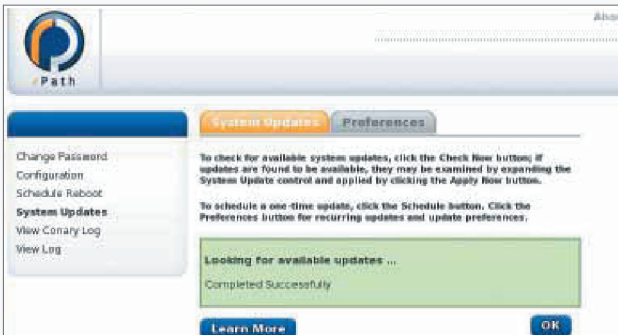 Abou
rPath
System Updates Preferences
Change Password
Configuration
Schedule Reboot
System Updates
View Conary Log
View Log
To check for available system updates, click the Check Now button; if
updates are found to be available, they may be examined by expanding the
System Update control and applied by clicking the Apply Now button.
To schedule a one-time update, click the Schedule button. Click the
Preferences button for recurring updates and update preferences.
Looking for available updates ...
Completed Successfully
Learn More OK